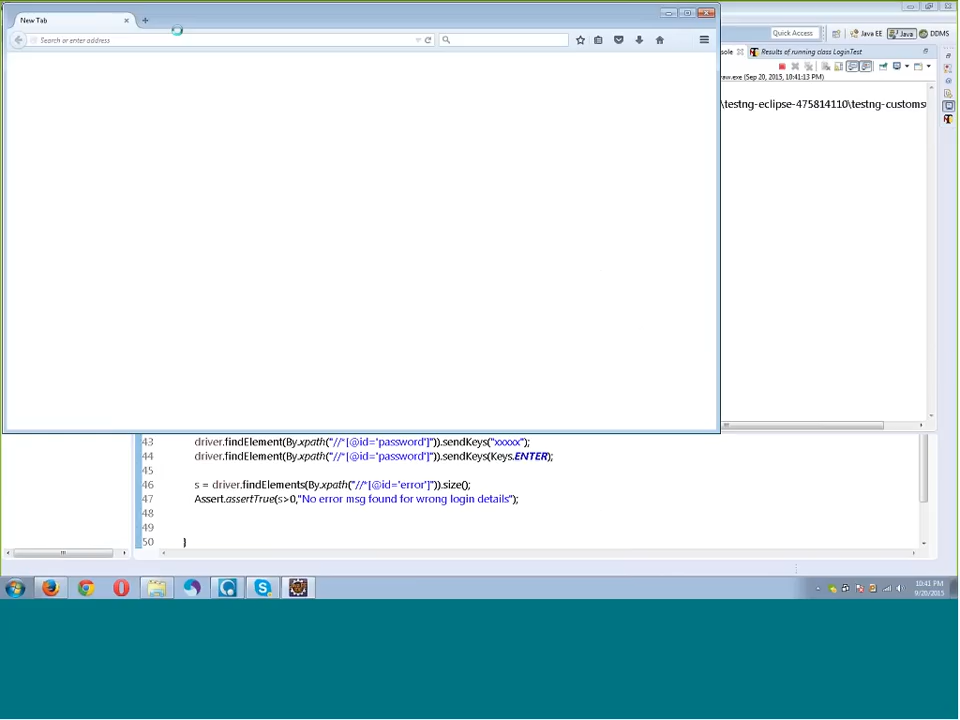 New Tab
Search or enter address
Quick Access
Java EE
Java
DDMS
Results of running class LoginTest
raw.exe (Sep 20, 2015, 10:41:13 PM)
\testng-eclipse-475814110\testng-customs
43 driver.findElement(By.xpath("//*[@id='password']")).sendKeys("xxxxx");
44 driver.findElement(By.xpath("//*[@id='password']")).sendKeys(Keys.ENTER);
45
46 s = driver.findElements(By.xpath("//*[@id='error']")).size();
47 Assert.assertTrue(s>0,"No error msg found for wrong login details");
48
49
50 }
10:41 PM
9/20/2015